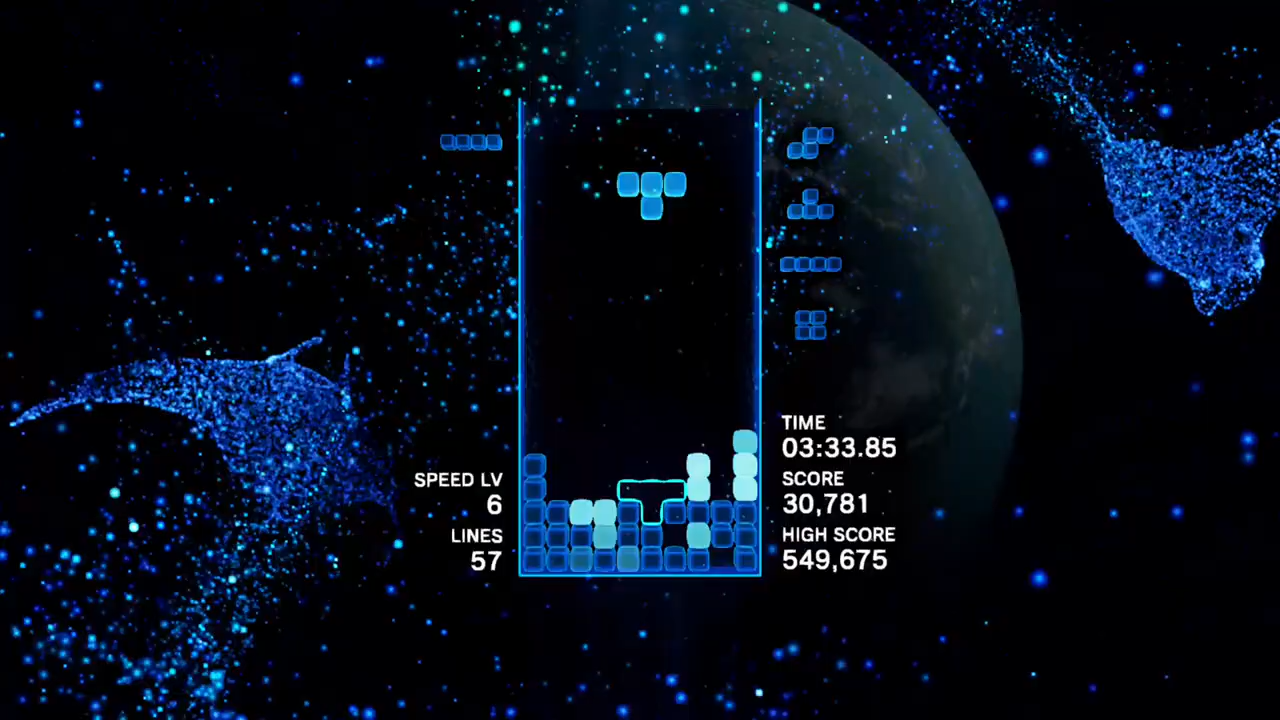 SPEED LV
6
LINES
57
TIME
03:33.85
SCORE
30,781
HIGH SCORE
549,675